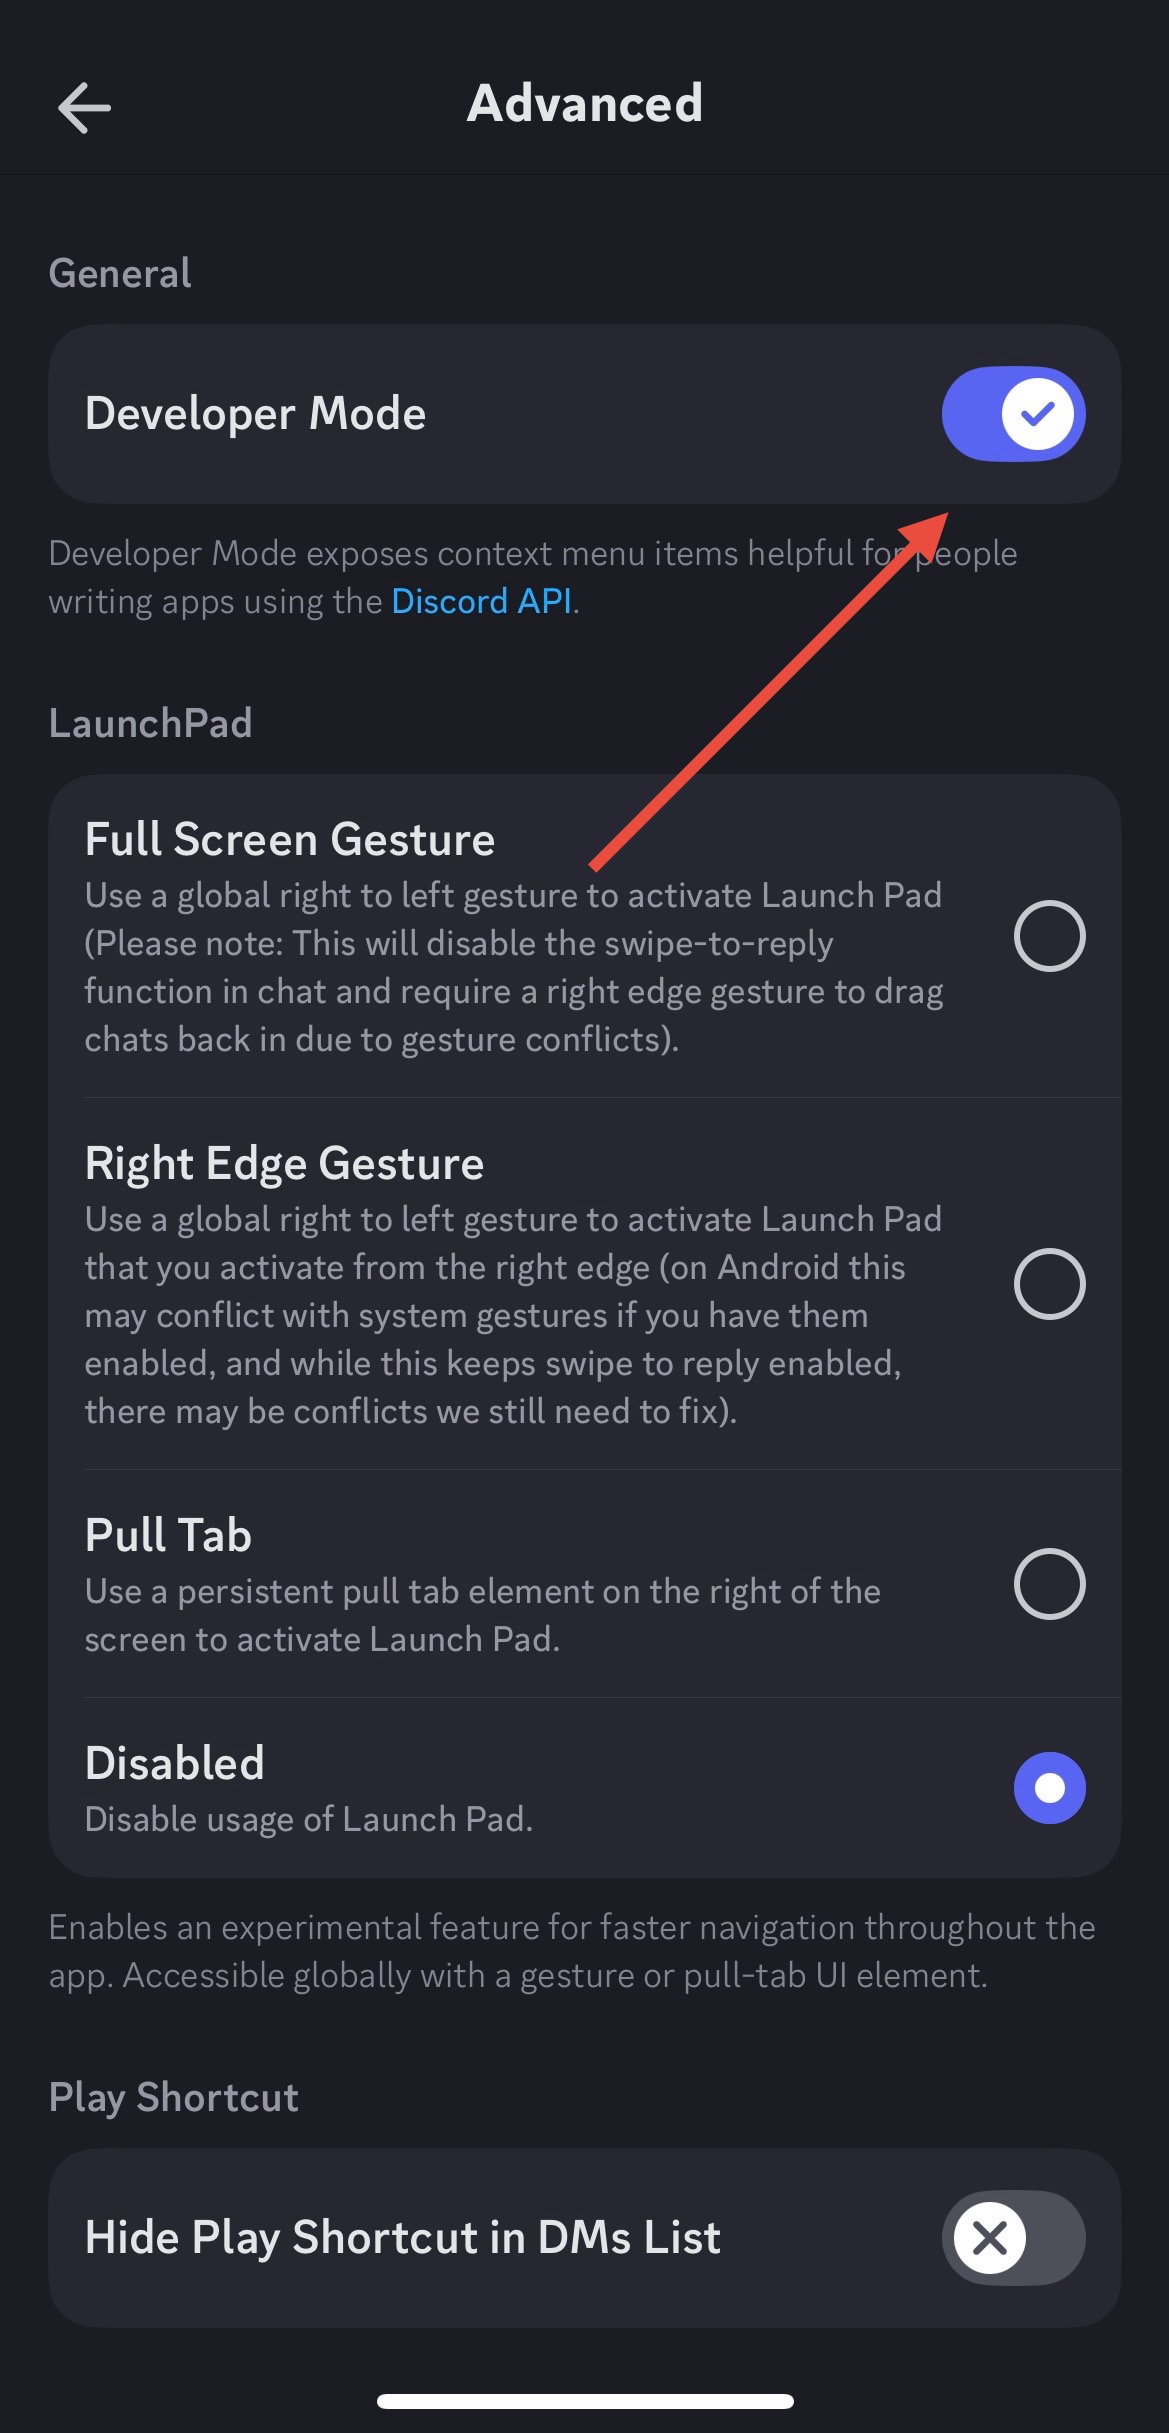 Advanced
General
Developer Mode
Developer Mode exposes context menu items helpful for people
writing apps using the Discord API.
LaunchPad
Full Screen Gesture
Use a global right to left gesture to activate Launch Pad
(Please note: This will disable the swipe-to-reply
function in chat and require a right edge gesture to drag
chats back in due to gesture conflicts).
Right Edge Gesture
Use a global right to left gesture to activate Launch Pad
that you activate from the right edge (on Android this
may conflict with system gestures if you have them
enabled, and while this keeps swipe to reply enabled,
there may be conflicts we still need to fix).
Pull Tab
Use a persistent pull tab element on the right of the
screen to activate Launch Pad.
Disabled
Disable usage of Launch Pad.
Enables an experimental feature for faster navigation throughout the
app. Accessible globally with a gesture or pull-tab UI element.
Play Shortcut
Hide Play Shortcut in DMs List